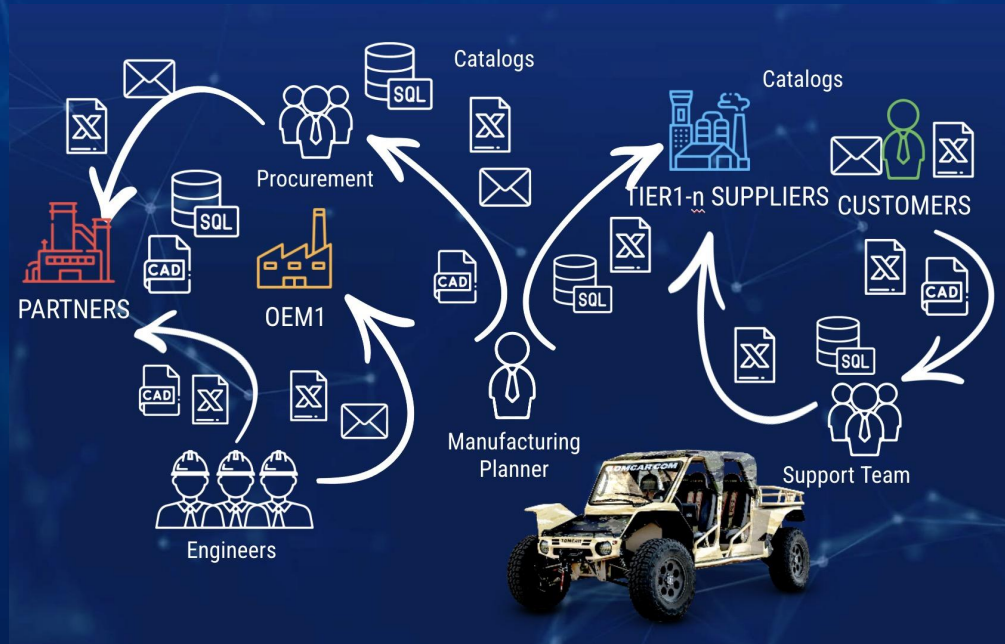 Catalogs
SQL
Catalogs
X
X
SQL
X
Procurement
TIER1-n SUPPLIERS
CUSTOMERS
SQL
X
CAD
CAD
X
CAD
PARTNERS
OEM1
SQL
X
SQL
CAD
X
X
Manufacturing
Planner
Support Team
Engineers